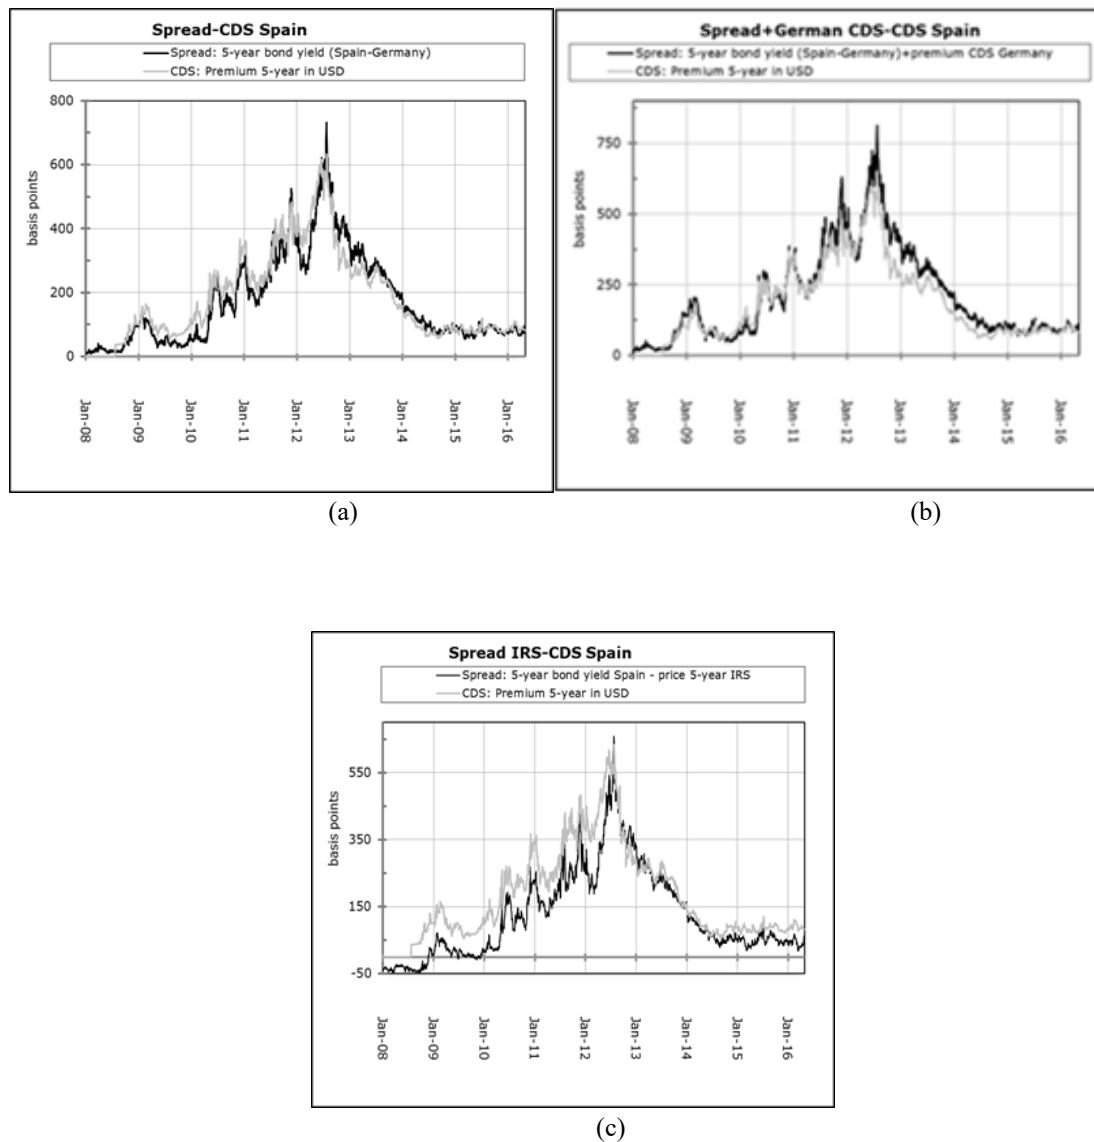 Spread-CDS Spain
Spread: 5-year bond yield (Spain-Germany)
CDS: Premium 5-year in USD
800
600
400
200
0
basis points
Jan-08
Jan-09
Jan-10
Jan-11
Jan-12
Jan-13
Jan-14
Jan-15
Jan-16
(a)
Spread+German CDS-CDS Spain
Spread: 5-year bond yield (Spain-Germany)+premium CDS Germany
CDS: Premium 5-year in USD
750
500
250
0
basis points
Jan-08
Jan-09
Jan-10
Jan-11
Jan-12
Jan-13
Jan-14
Jan-15
Jan-16
(b)
Spread IRS-CDS Spain
Spread: 5-year bond yield Spain - price 5-year IRS
CDS: Premium 5-year in USD
550
350
150
-50
basis points
Jan-08
Jan-09
Jan-10
Jan-11
Jan-12
Jan-13
Jan-14
Jan-15
Jan-16
(c)